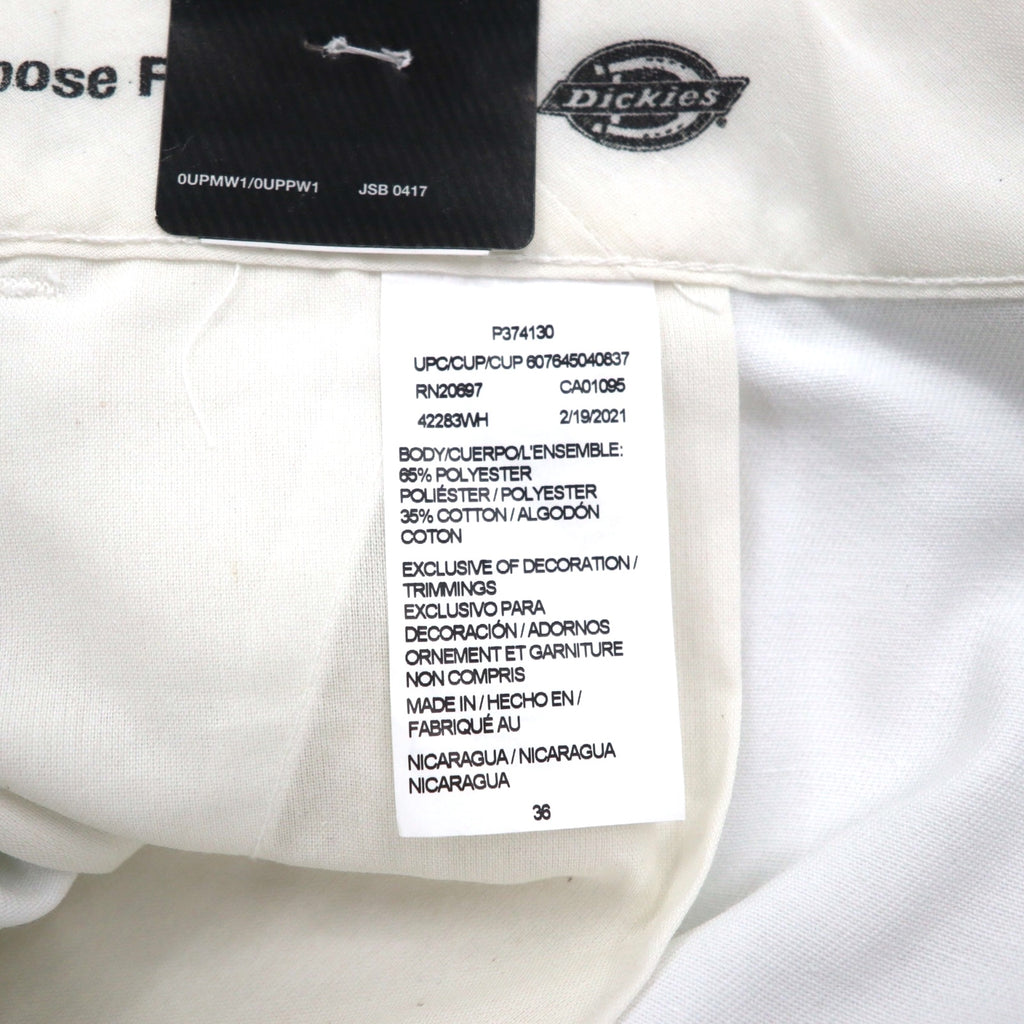 oose F
Dickies
0UPMW1/0UPPW1 JSB 0417
P374130
UPC/CUP/CUP 607645040837
RN20697 CA01095
42283WH 2/19/2021
BODY/CUERPO/L'ENSEMBLE:
65% POLYESTER
POLIÉSTER / POLYESTER
35% COTTON / ALGODÓN
COTON
EXCLUSIVE OF DECORATION /
TRIMMINGS
EXCLUSIVO PARA
DECORACIÓN / ADORNOS
ORNEMENT ET GARNITURE
NON COMPRIS
MADE IN / HECHO EN /
FABRIQUÉ AU
NICARAGUA / NICARAGUA
NICARAGUA
36